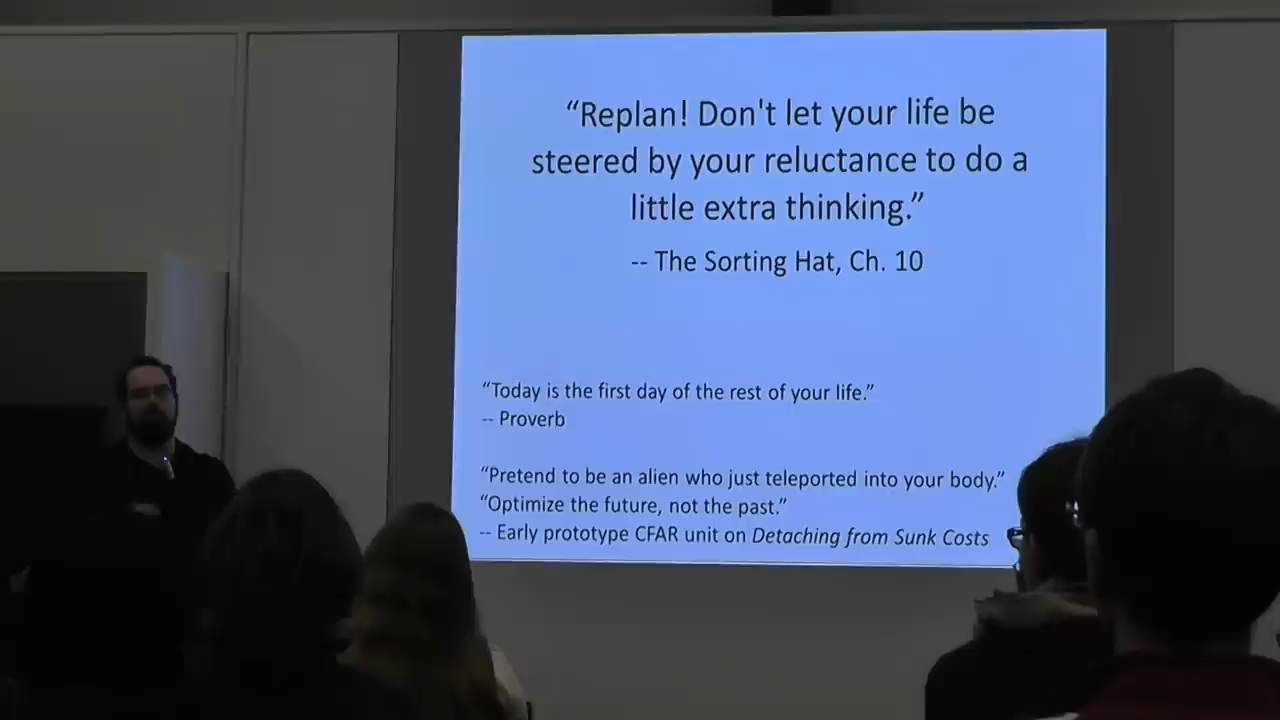 “Replan! Don't let your life be
steered by your reluctance to do a
little extra thinking.”
-- The Sorting Hat, Ch. 10
“Today is the first day of the rest of your life.”
-- Proverb
“Pretend to be an alien who just teleported into your body.”
“Optimize the future, not the past.”
-- Early prototype CFAR unit on Detaching from Sunk Costs